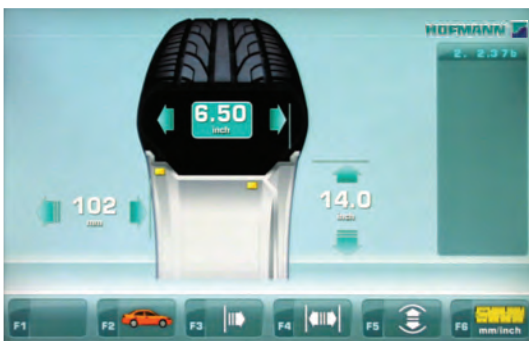 HOFMANN
2. 2.37b
6.50
inch
102
mm
14.0
inch
F1
F2
F3
F4
F5
F6
mm/inch